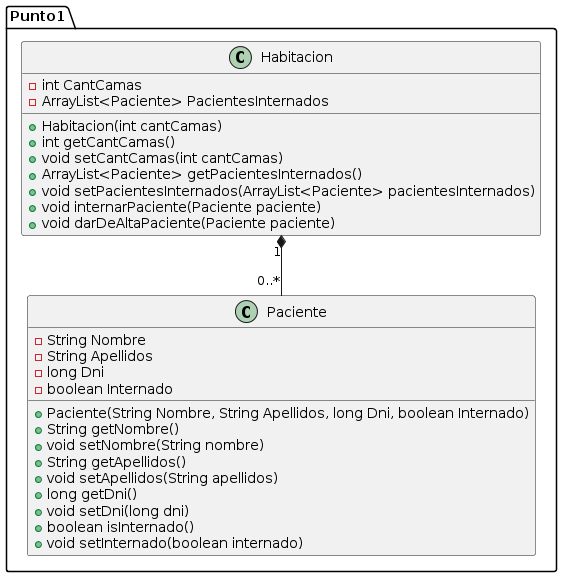 Punto1
C Habitacion
int CantCamas
ArrayList<Paciente> PacientesInternados
Habitacion(int cantCamas)
int getCantCamas()
void setCantCamas(int cantCamas)
ArrayList<Paciente> getPacientesInternados()
void setPacientesInternados(ArrayList<Paciente> pacientesInternados)
void internarPaciente(Paciente paciente)
void darDeAltaPaciente(Paciente paciente)
1
0..*
C Paciente
String Nombre
String Apellidos
long Dni
boolean Internado
Paciente(String Nombre, String Apellidos, long Dni, boolean Internado)
String getNombre()
void setNombre(String nombre)
String getApellidos()
void setApellidos(String apellidos)
long getDni()
void setDni(long dni)
boolean isInternado()
void setInternado(boolean internado)